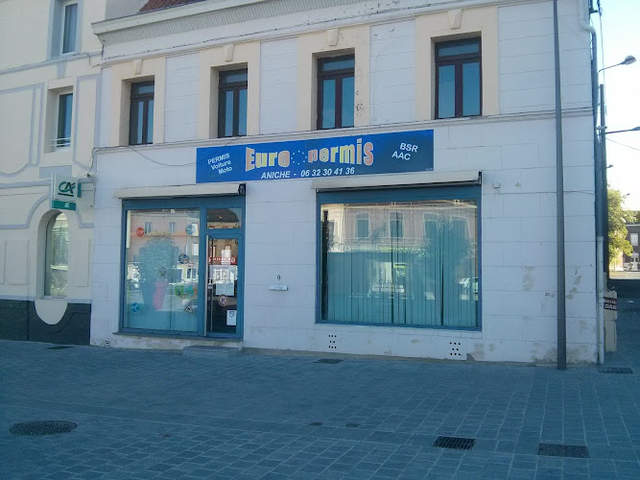 PERMIS
Voiture
Moto
Euro permis
BSR
AAC
ANICHE - 06 32 30 41 36
CA